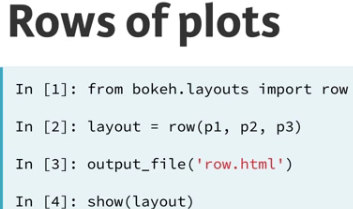 Rows of plots
In [1]: from bokeh.layouts import row
In [2]: layout = row(p1, p2, p3)
In [3]: output_file('row.html')
In [4]: show(layout)